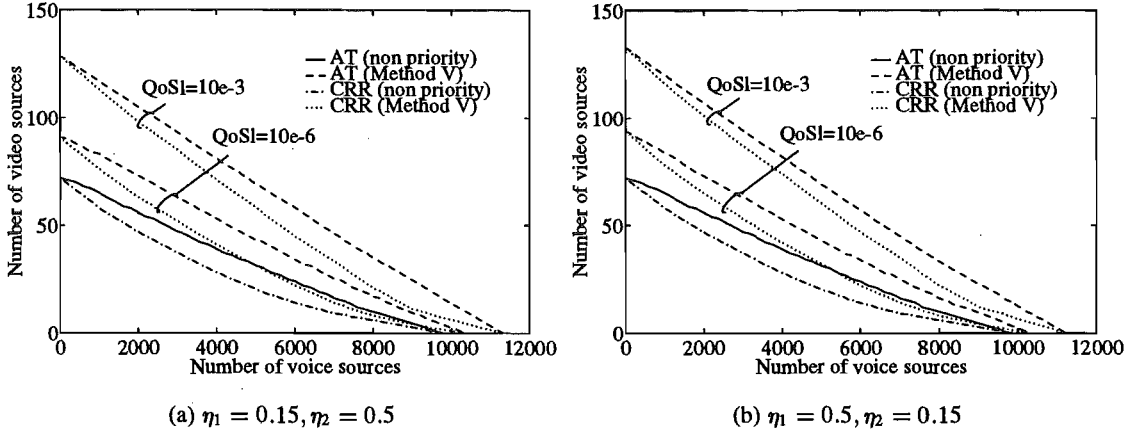 150
100
50
0
Number of video sources
AT (non priority)
AT (Method V)
CRR (non priority)
CRR (Method V)
QoSl=10e-3
QoSl=10e-6
0 2000 4000 6000 8000 10000 12000
Number of voice sources
(a) η₁ = 0.15, η₂ = 0.5
150
100
50
0
Number of video sources
AT (non priority)
AT (Method V)
CRR (non priority)
CRR (Method V)
QoSl=10e-3
QoSl=10e-6
0 2000 4000 6000 8000 10000 12000
Number of voice sources
(b) η₁ = 0.5, η₂ = 0.15